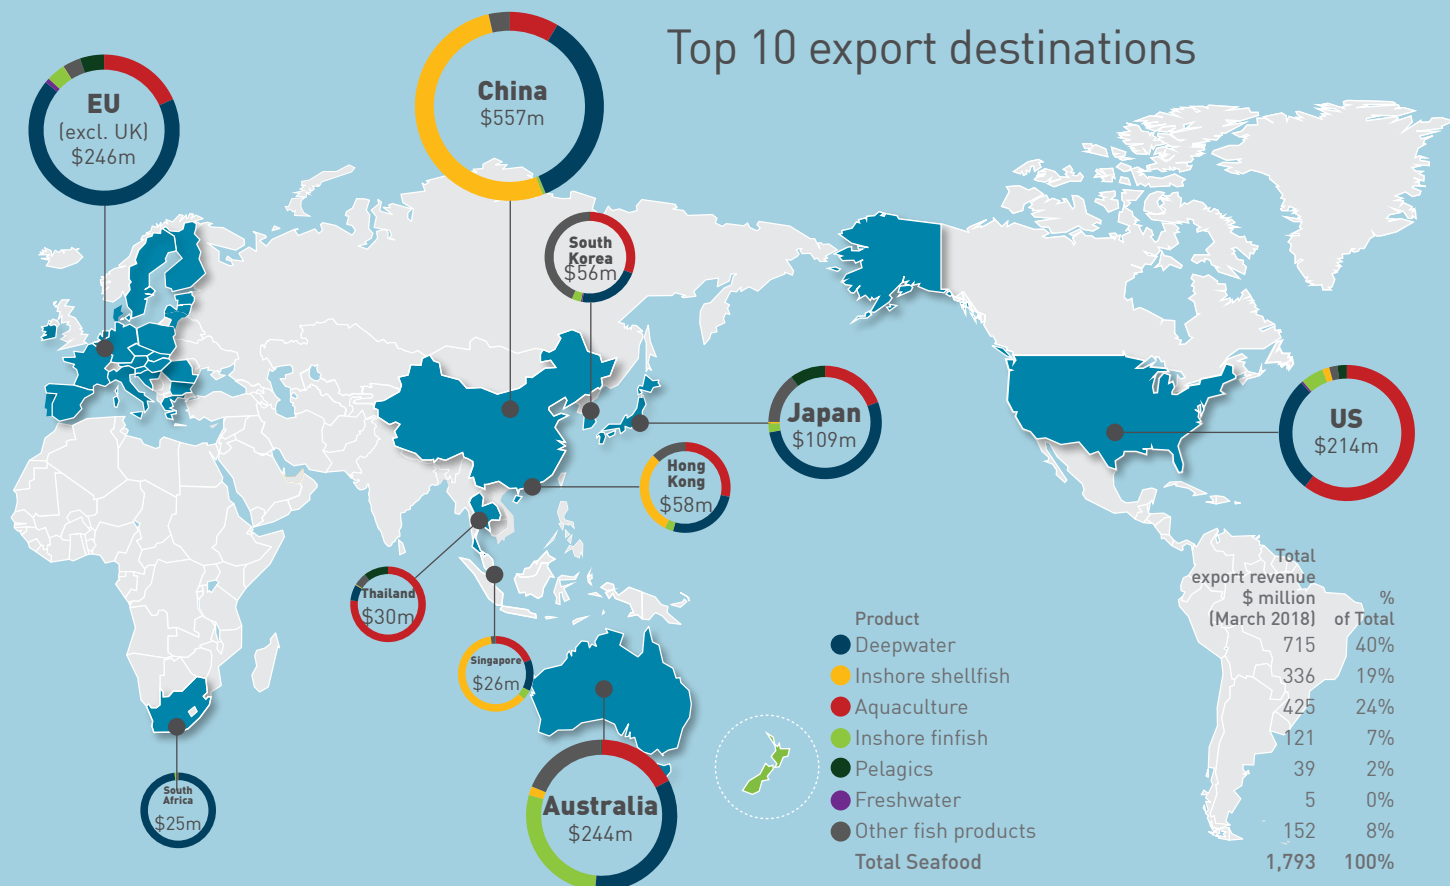 Top 10 export destinations
EU
(excl. UK)
$246m
China
$557m
South
Korea
$56m
Japan
$109m
US
$214m
Hong
Kong
$58m
Thailand
$30m
Singapore
$26m
South
Africa
$25m
Australia
$244m
Total
export revenue
$ million %
Product (March 2018) of Total
Deepwater 715 40%
Inshore shellfish 336 19%
Aquaculture 425 24%
Inshore finfish 121 7%
Pelagics 39 2%
Freshwater 5 0%
Other fish products 152 8%
Total Seafood 1,793 100%